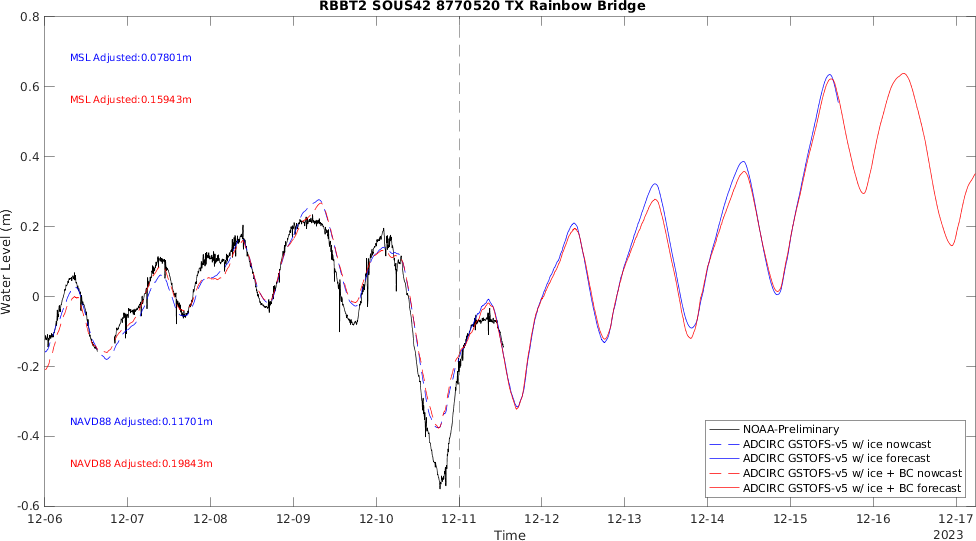 RBBT2 SOUS42 8770520 TX Rainbow Bridge
0.8
0.6
0.4
0.2
0
-0.2
-0.4
-0.6
Water Level (m)
MSL Adjusted:0.07801m
MSL Adjusted:0.15943m
NAVD88 Adjusted:0.11701m
NAVD88 Adjusted:0.19843m
NOAA-Preliminary
ADCIRC GSTOFS-v5 w/ ice nowcast
ADCIRC GSTOFS-v5 w/ ice forecast
ADCIRC GSTOFS-v5 w/ ice + BC nowcast
ADCIRC GSTOFS-v5 w/ ice + BC forecast
12-06 12-07 12-08 12-09 12-10 12-11 12-12 12-13 12-14 12-15 12-16 12-17
Time
2023